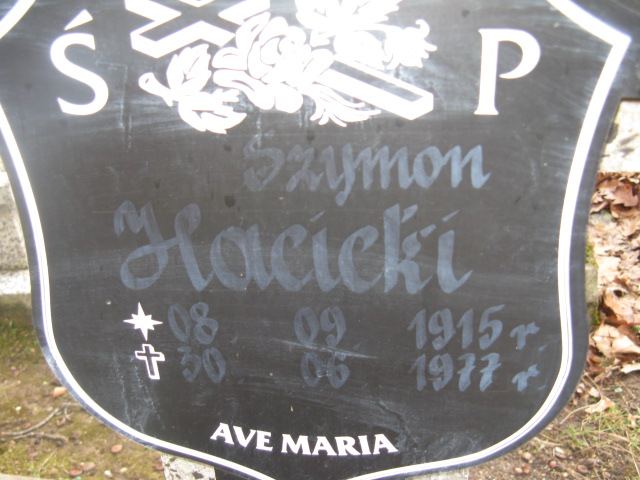 Ś P
Szymon
Hacicki
08 09 1915 r.
30 06 1977 r.
AVE MARIA